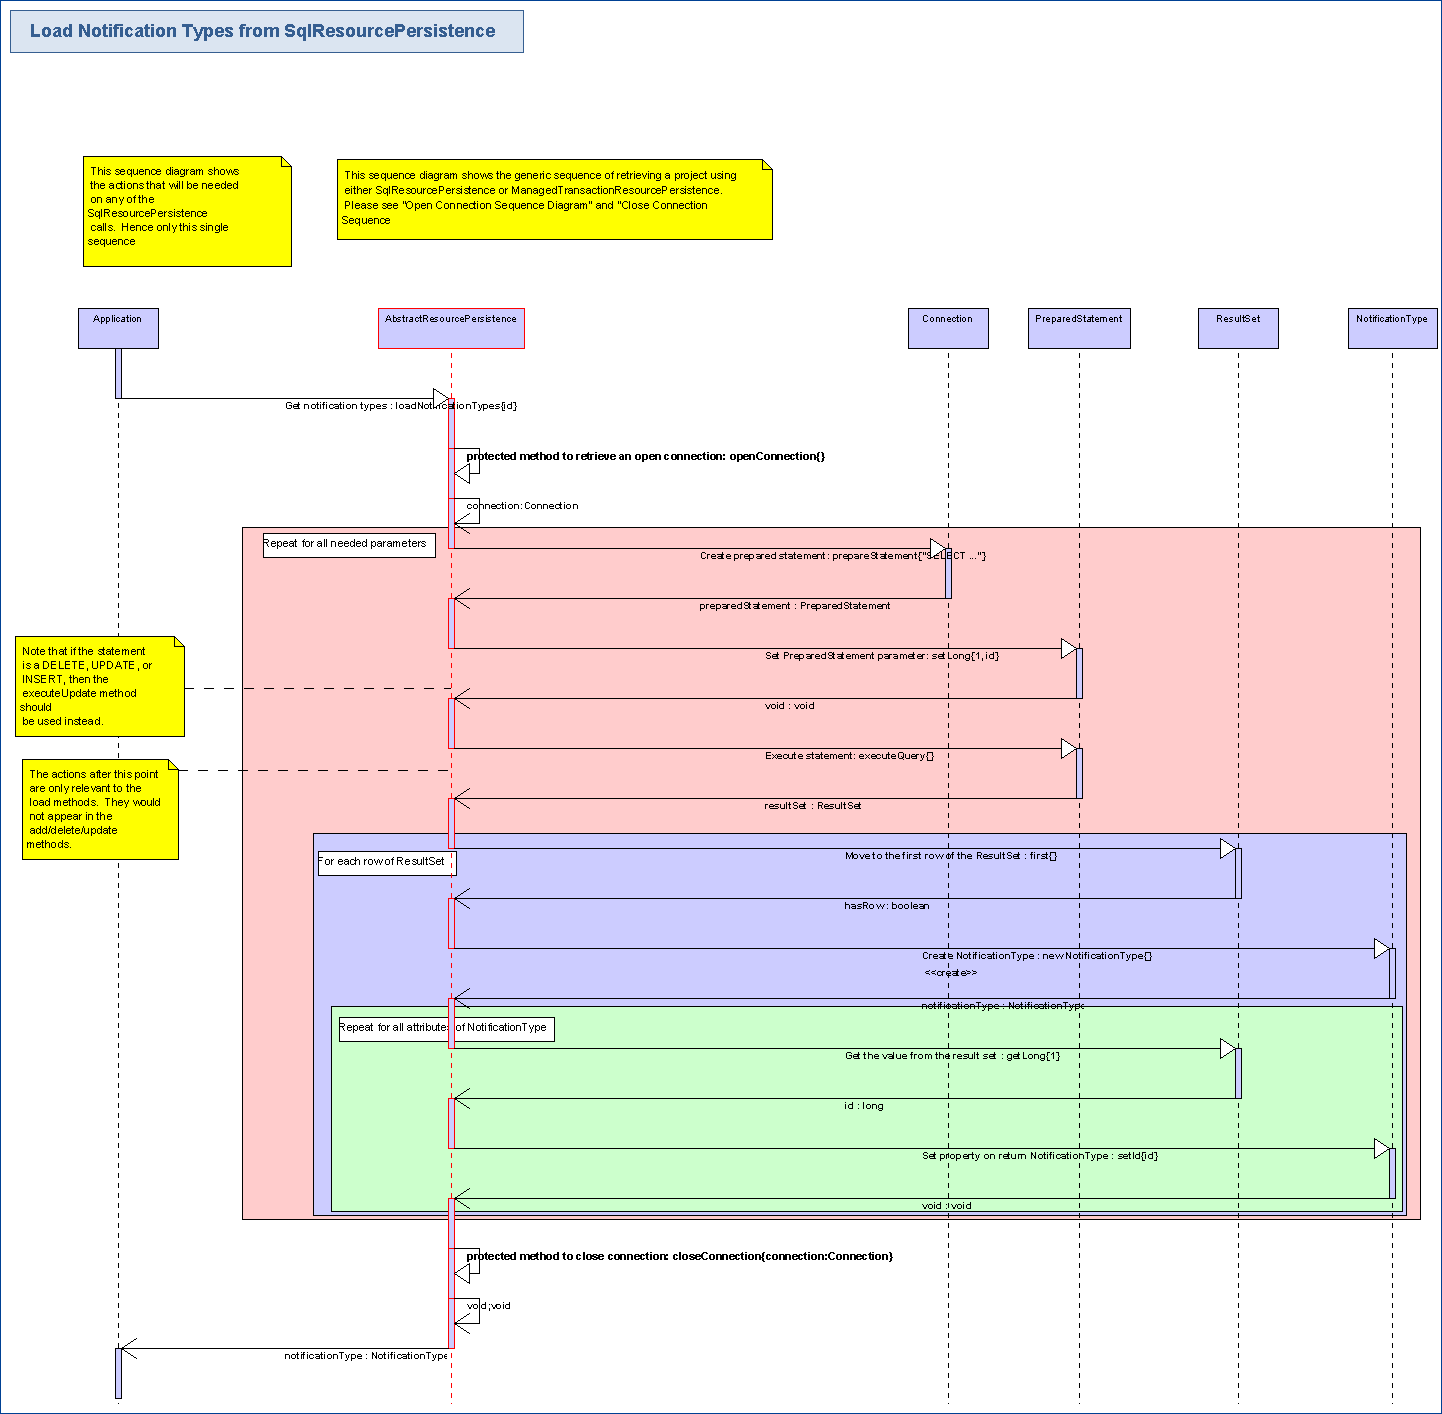 Load Notification Types from SqlResourcePersistence
This sequence diagram shows
the actions that will be needed
on any of the
SqlResourcePersistence
calls.  Hence only this single
sequence
This sequence diagram shows the generic sequence of retrieving a project using
either SqlResourcePersistence or ManagedTransactionResourcePersistence.
Please see "Open Connection Sequence Diagram" and "Close Connection
Sequence
Application
AbstractResourcePersistence
Connection
PreparedStatement
ResultSet
NotificationType
Get notification types : loadNotificationTypes{id}
protected method to retrieve an open connection: openConnection{}
connection: Connection
Repeat for all needed parameters
Create prepared statement : prepareStatement{"SELECT ..."}
preparedStatement : PreparedStatement
Note that if the statement
is a DELETE, UPDATE, or
INSERT, then the
executeUpdate method
should
be used instead.
Set PreparedStatement parameter: setLong{1, id}
void : void
Execute statement: executeQuery{}
The actions after this point
are only relevant to the
load methods.  They would
not appear in the
add/delete/update
methods.
resultSet : ResultSet
For each row of ResultSet
Move to the first row of the ResultSet : first{}
hasRow : boolean
Create NotificationType : new NotificationType{}
<<create>>
notificationType : NotificationType
Repeat for all attributes of NotificationType
Get the value from the result set : getLong{1}
id : long
Set property on return NotificationType : setId{id}
void : void
protected method to close connection: closeConnection{connection:Connection}
void ;void
notificationType : NotificationType